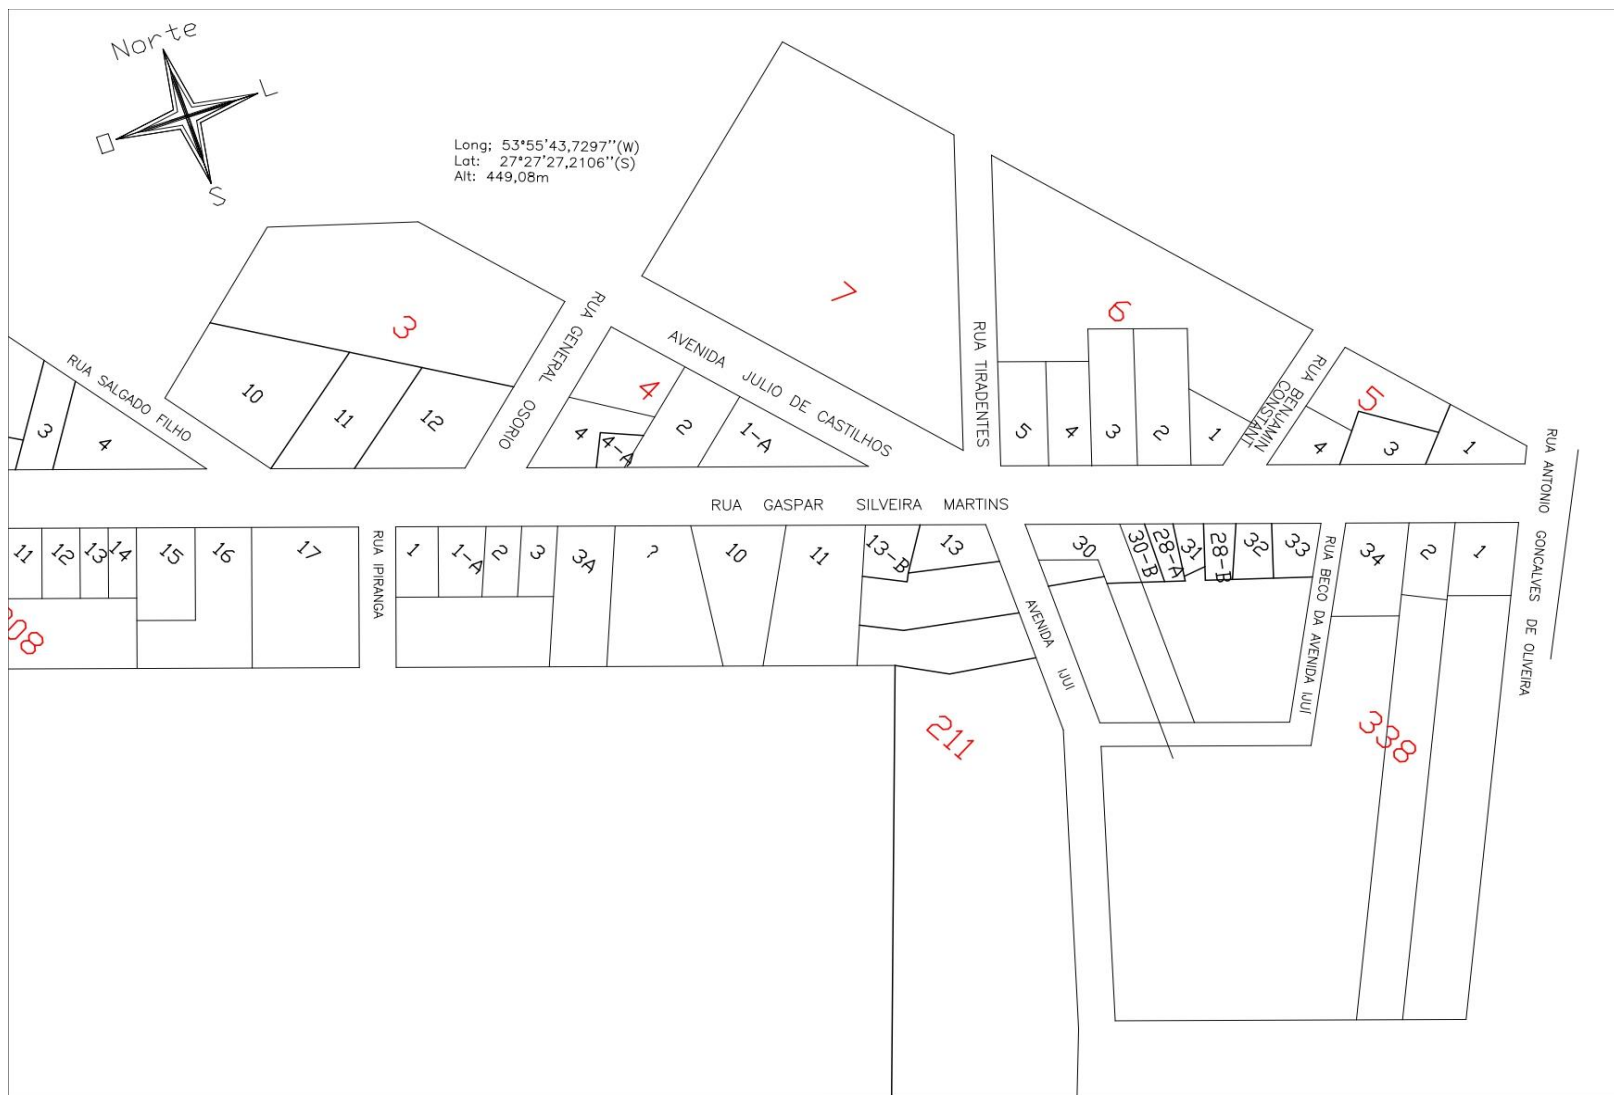 Norte
L
O
S
Long; 53°55'43,7297''(W)
Lat: 27°27'27,2106''(S)
Alt: 449,08m
7
3
6
RUA GENERAL OSORIO
AVENIDA JULIO DE CASTILHOS
RUA TIRADENTES
RUA BENJAMIN
CONSTANT
RUA SALGADO FILHO
3
4
10
11
12
4
4
4-A
2
1-A
5
4
3
2
1
5
4
3
1
RUA ANTONIO GONCALVES DE OLIVEIRA
RUA GASPAR SILVEIRA MARTINS
11
12
13
14
15
16
17
RUA IPIRANGA
1
1-A
2
3
3A
?
10
11
13-B
13
30
30-B
28-A
31
28-B
32
33
RUA BECO DA AVENIDA IJUÍ
34
2
1
AVENIDA IJUI
211
338